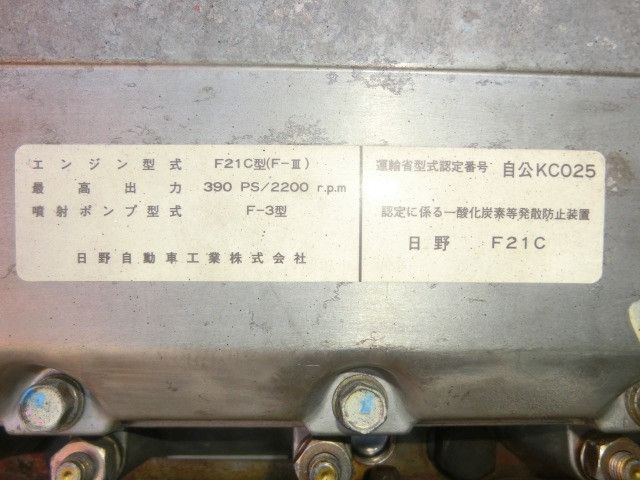 エンジン型式 F21C型(F-Ⅲ)
最高出力 390 PS/2200 r.p.m
噴射ポンプ型式 F-3型
日野自動車工業株式会社
運輸省型式認定番号 自公KC025
認定に係る一酸化炭素等発散防止装置
日野 F21C